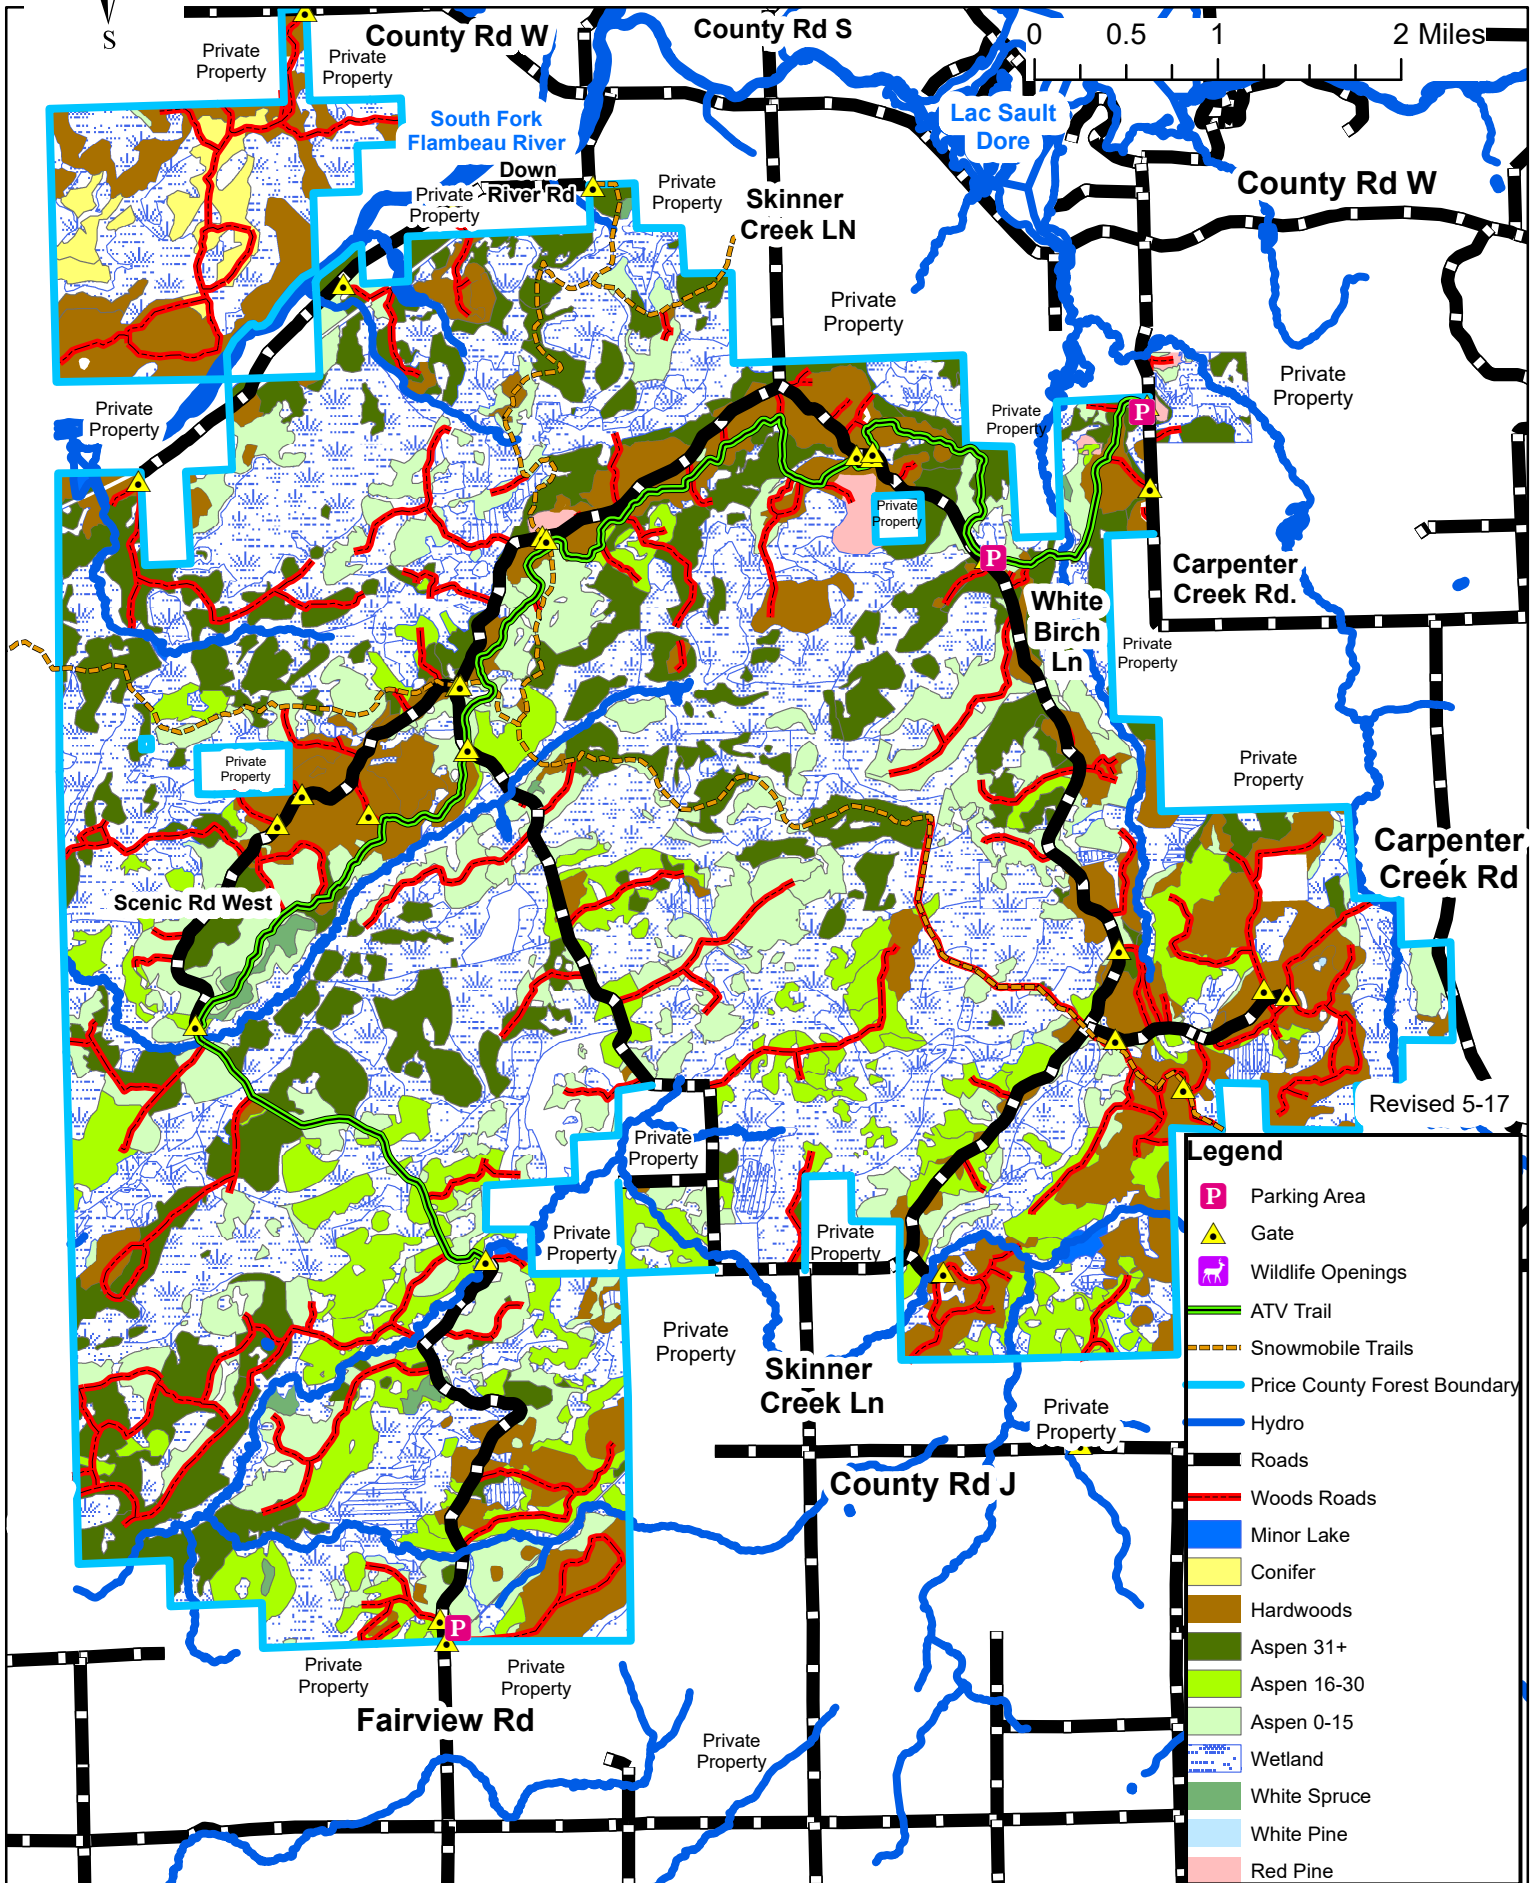 S
Private
Property
Private
Property
County Rd W
County Rd S
0 0.5 1 2 Miles
South Fork
Flambeau River
Lac Sault
Dore
Down
River Rd
Private
Property
Private
Property
Skinner
Creek LN
County Rd W
Private
Property
Private
Property
Private
Property
Private
Property
Private
Property
P
P
Carpenter
Creek Rd.
White
Birch
Ln
Private
Property
Private
Property
Private
Property
Carpenter
Creek Rd
Scenic Rd West
Revised 5-17
Private
Property
Private
Property
Private
Property
Private
Property
Skinner
Creek Ln
Private
Property
County Rd J
P
Private
Property
Private
Property
Fairview Rd
Private
Property
Legend
P Parking Area
Gate
Wildlife Openings
ATV Trail
Snowmobile Trails
Price County Forest Boundary
Hydro
Roads
Woods Roads
Minor Lake
Conifer
Hardwoods
Aspen 31+
Aspen 16-30
Aspen 0-15
Wetland
White Spruce
White Pine
Red Pine